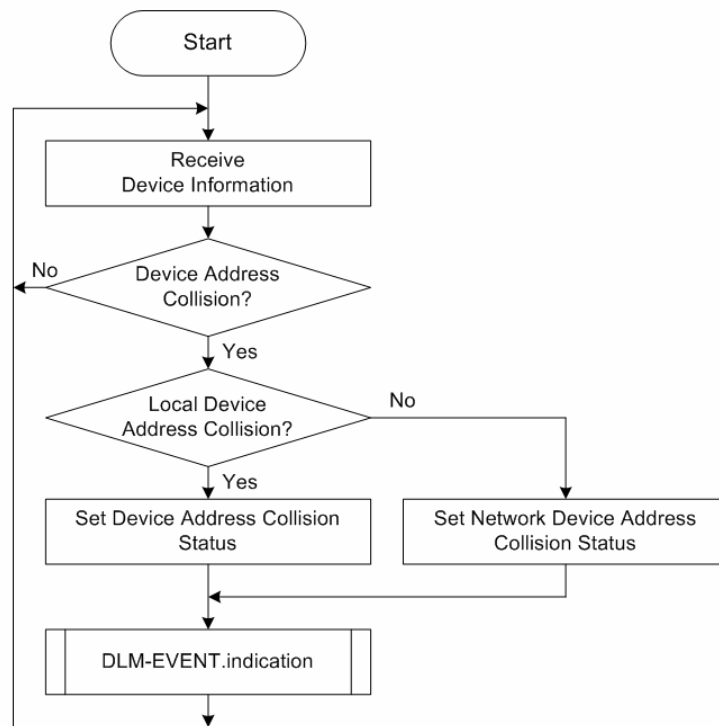 Start
Receive
Device Information
No
Device Address
Collision?
Yes
Local Device
Address Collision?
No
Yes
Set Device Address Collision
Status
Set Network Device Address
Collision Status
DLM-EVENT.indication